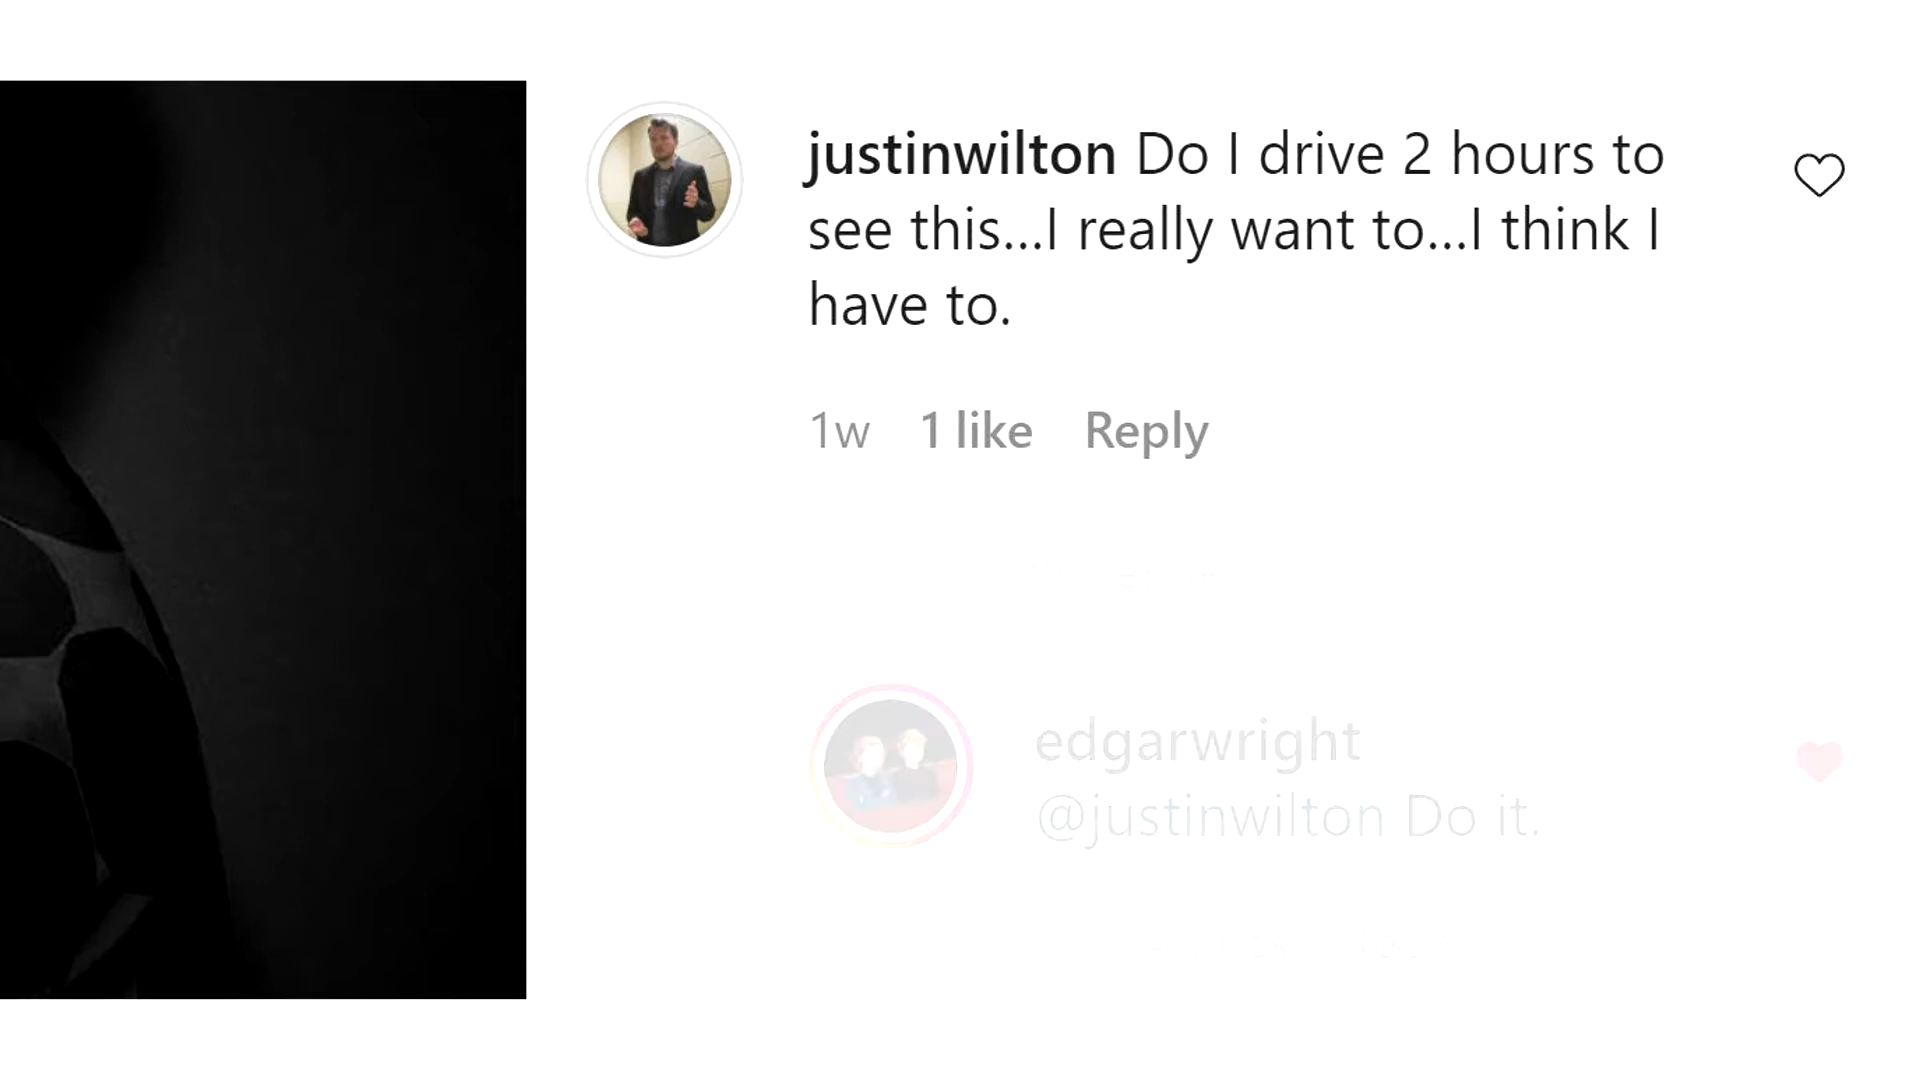 justinwilton Do I drive 2 hours to
see this...I really want to...I think I
have to.
1w 1 like Reply
edgarwright
@justinwilton Do it.